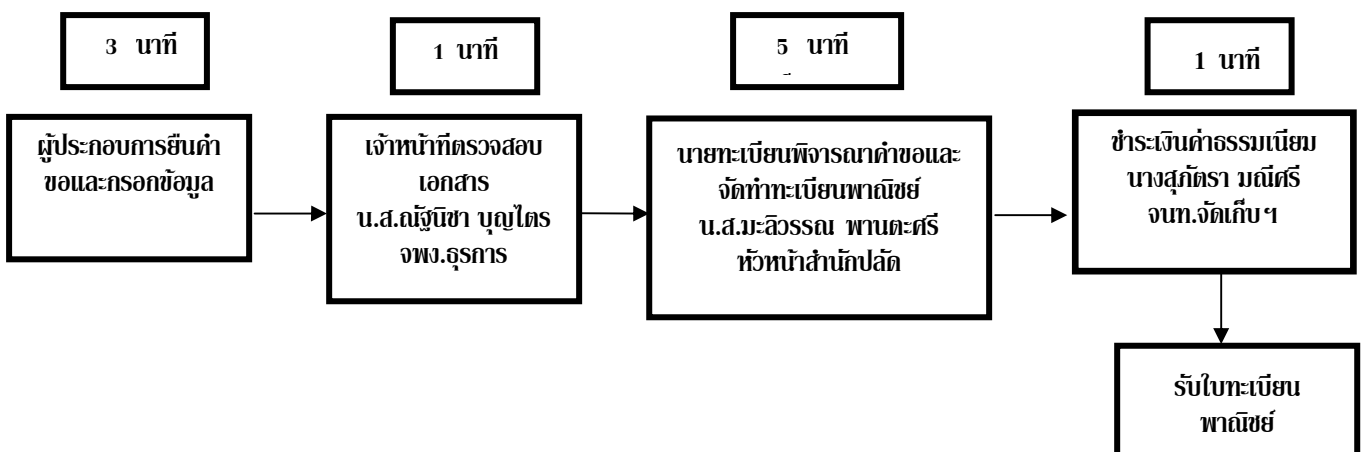 3 นาที
1 นาที
5 นาที
1 นาที
ผู้ประกอบการยืนคำ
ขอและกรอกข้อมูล
เจ้าหน้าที่ตรวจสอบ
เอกสาร
น.ส.ณัฐนิชา บุญไตร
จพง.ธุรการ
นายทะเบียนพิจารณาคำขอและ
จัดทำทะเบียนพาณิชย์
น.ส.มะลิวรรณ พานตะศรี
หัวหน้าสำนักปลัด
ชำระเงินค่าธรรมเนียม
นางสุภัตรา มณีศรี
จนท.จัดเก็บฯ
รับใบทะเบียน
พาณิชย์